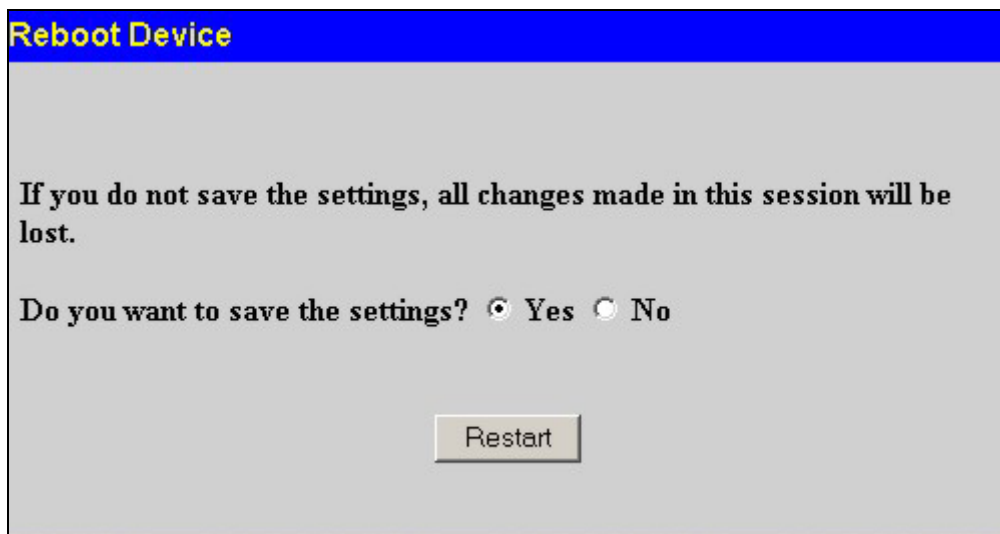 Reboot Device
If you do not save the settings, all changes made in this session will be
lost.
Do you want to save the settings? Yes No
Restart